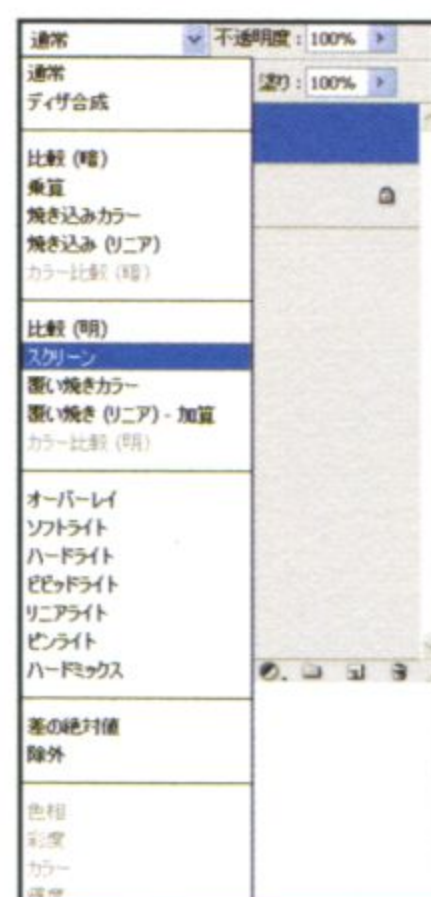 通常 不透明度：100%
通常 塗り：100%
ディザ合成
比較 (暗)
乗算
焼き込みカラー
焼き込み (リニア)
カラー比較 (暗)
比較 (明)
スクリーン
覆い焼きカラー
覆い焼き (リニア) - 加算
カラー比較 (明)
オーバーレイ
ソフトライト
ハードライト
ビビッドライト
リニアライト
ピンライト
ハードミックス
差の絶対値
除外
色相
彩度
カラー
輝度